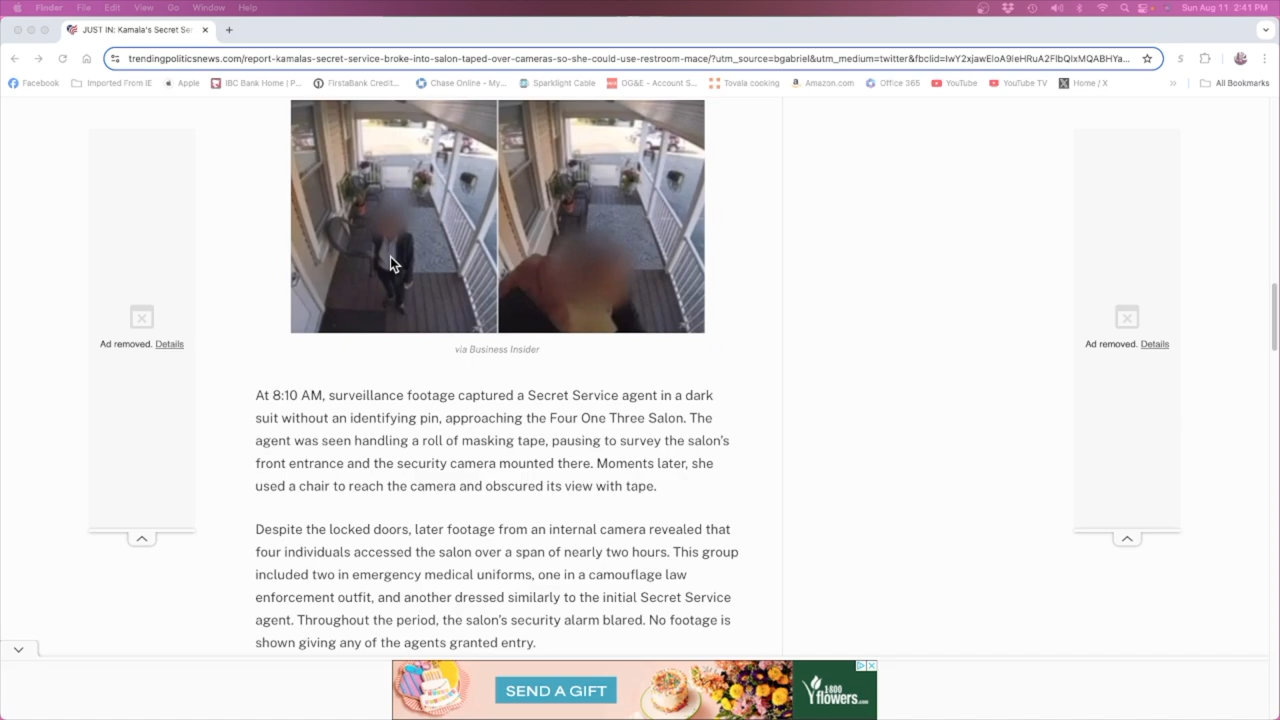 Finder File Edit View Go Window Help Sun Aug 11 2:41 PM
JUST IN: Kamala's Secret Se
trendingpoliticsnews.com/report-kamalas-secret-service-broke-into-salon-taped-over-cameras-so-she-could-use-restroom-mace/?utm_source=bgabriel&utm_medium=twitter&fbclid=
Facebook Imported From IE Apple IBC Bank Home | P... FirstaBank Credit... Chase Online - My... Sparklight Cable OG&E - Account S... Tovala cooking... Amazon.com Office 365 YouTube YouTube TV Home / X » All Bookmarks
via Business Insider
Ad removed. Details
Ad removed. Details
At 8:10 AM, surveillance footage captured a Secret Service agent in a dark
suit without an identifying pin, approaching the Four One Three Salon. The
agent was seen handling a roll of masking tape, pausing to survey the salon's
front entrance and the security camera mounted there. Moments later, she
used a chair to reach the camera and obscured its view with tape.
Despite the locked doors, later footage from an internal camera revealed that
four individuals accessed the salon over a span of nearly two hours. This group
included two in emergency medical uniforms, one in a camouflage law
enforcement outfit, and another dressed similarly to the initial Secret Service
agent. Throughout the period, the salon's security alarm blared. No footage is
shown giving any of the agents granted entry.
SEND A GIFT
1800
flowers.com